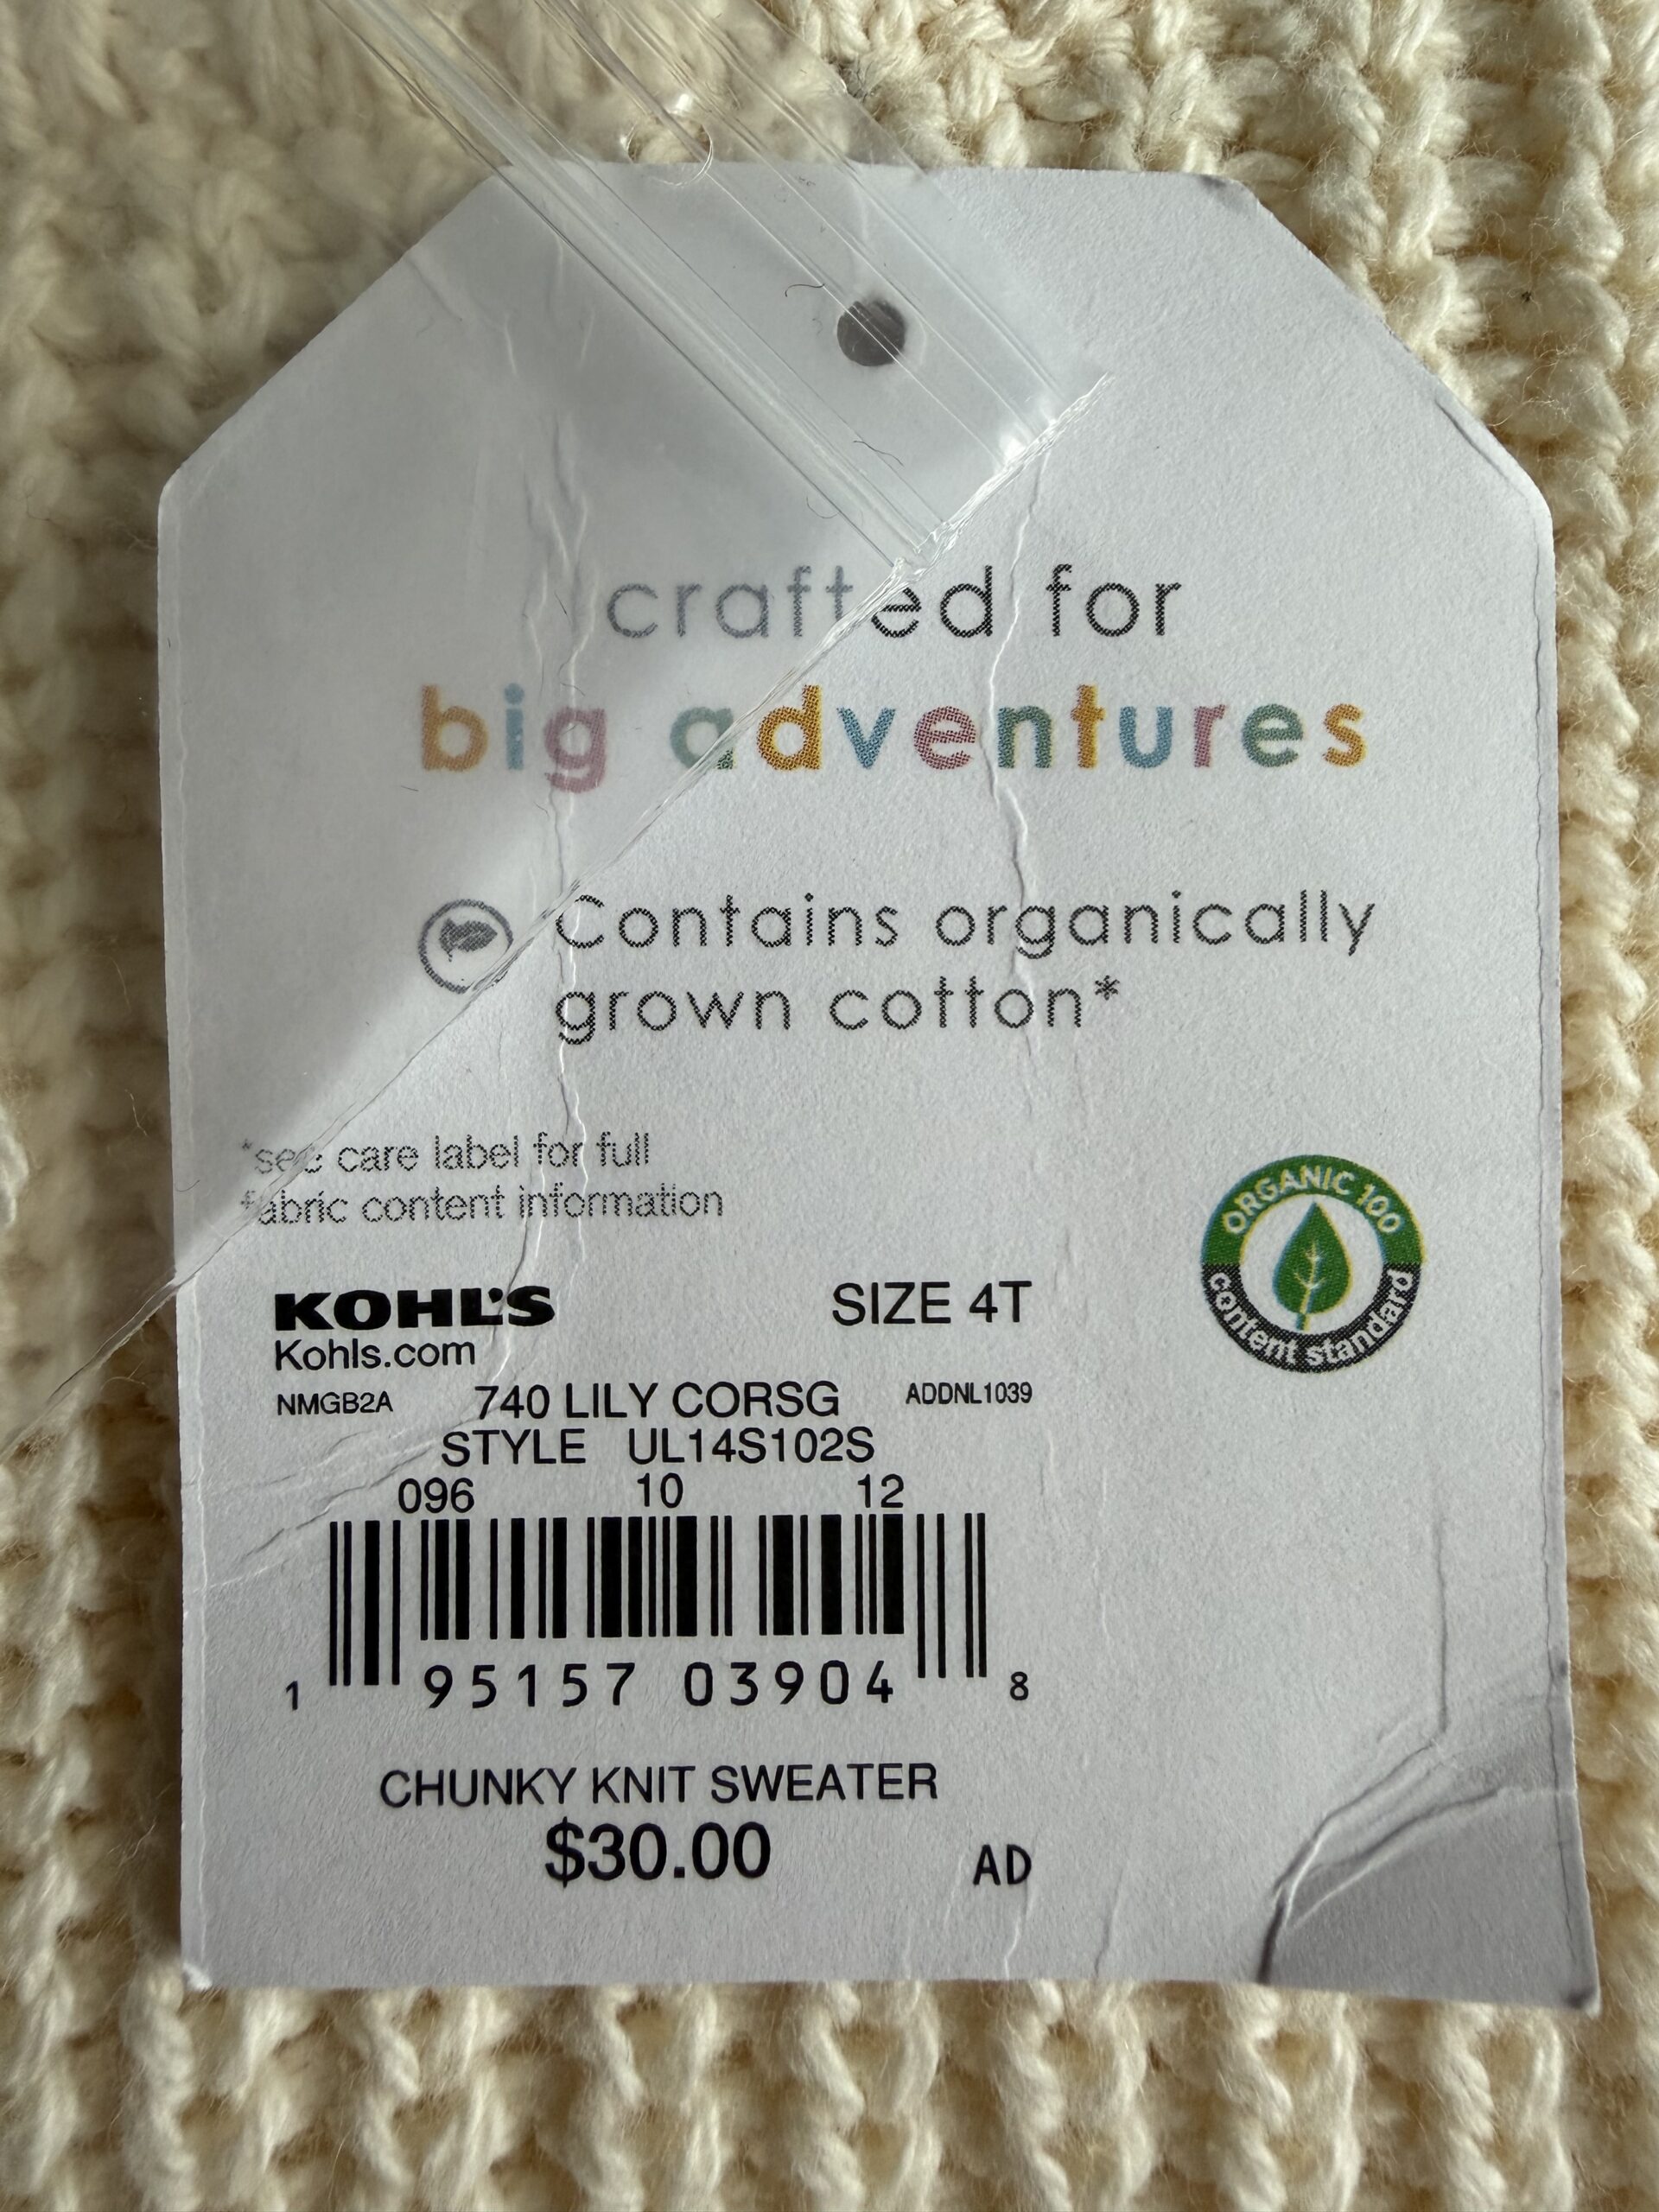 crafted for
big adventures
Contains organically
grown cotton*
*see care label for full
fabric content information
ORGANIC 100
content standard
KOHL'S
SIZE 4T
Kohls.com
NMGB2A 740 LILY CORSG ADDNL1039
STYLE UL14S102S
096 10 12
1 95157 03904 8
CHUNKY KNIT SWEATER
$30.00 AD